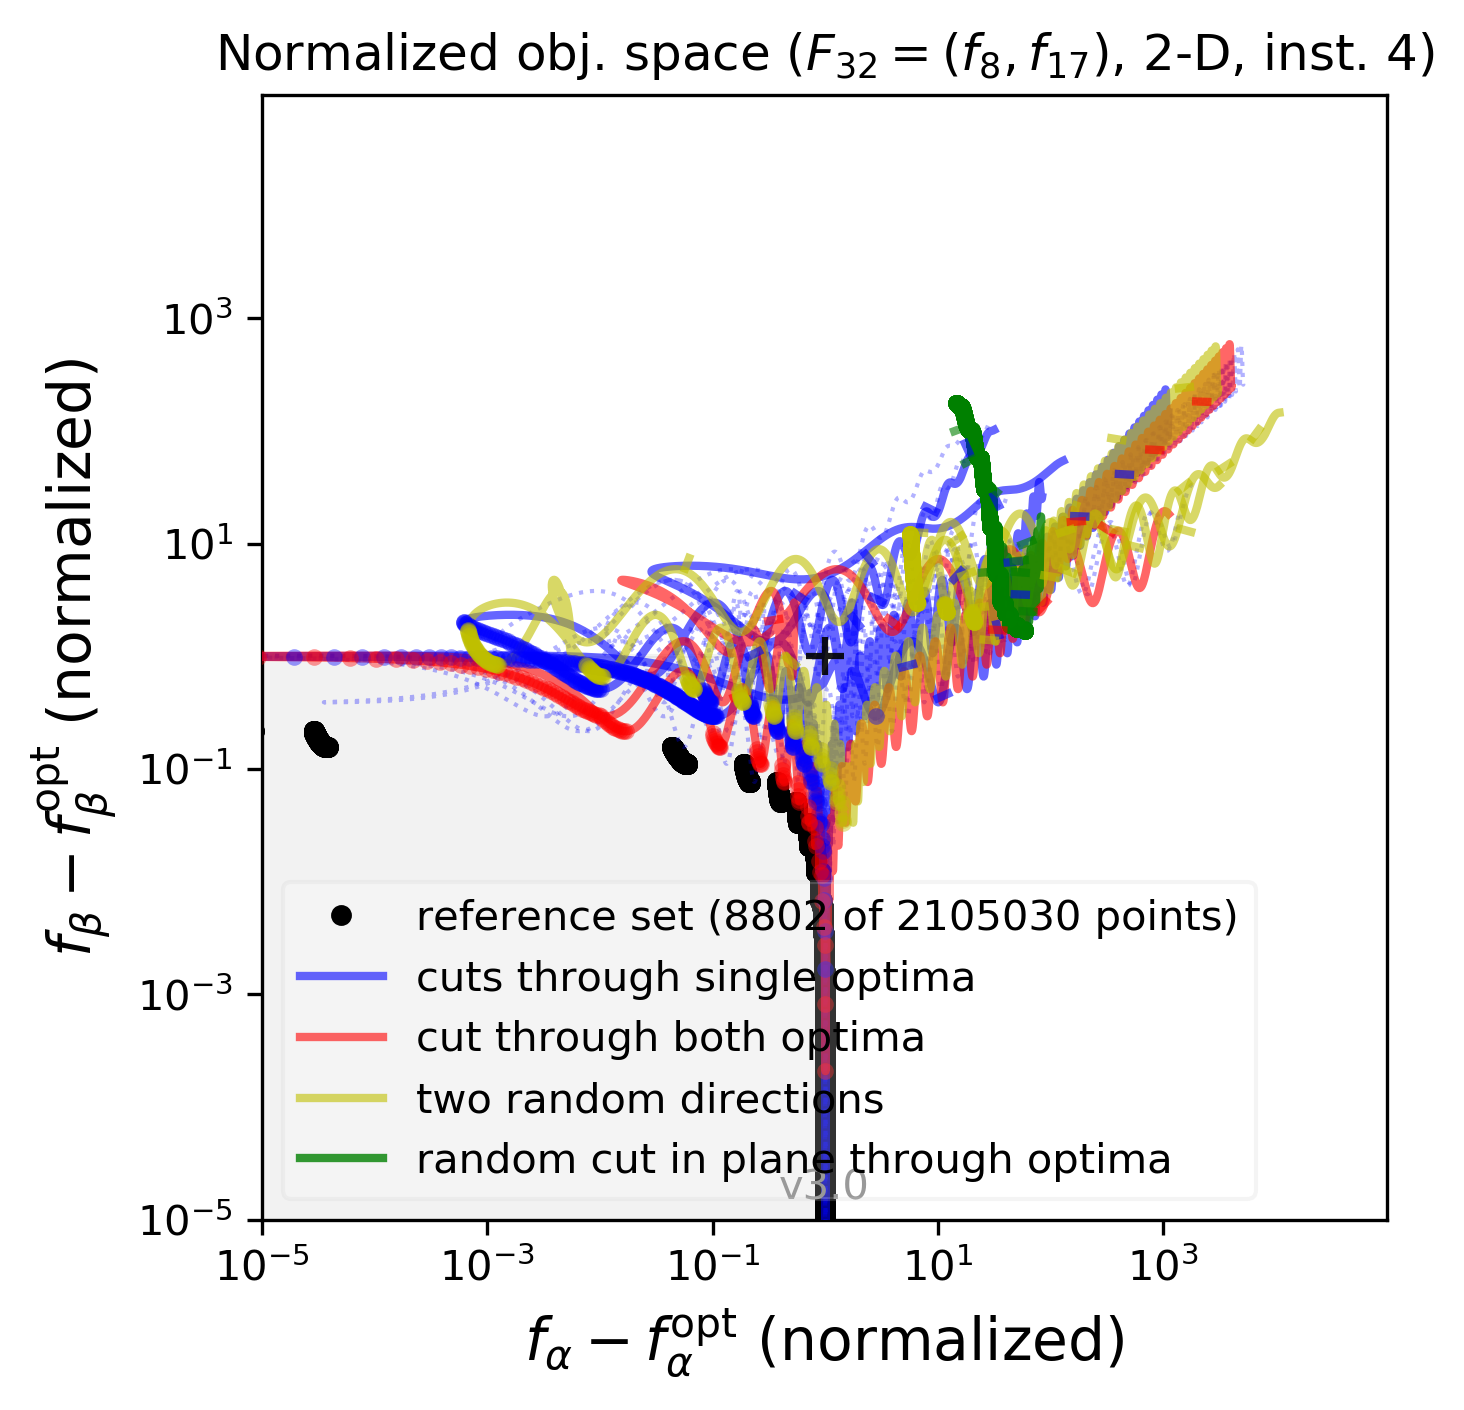 Normalized obj. space (F₃₂ = (f₈, f₁₇), 2-D, inst. 4)
10³
10¹
10⁻¹
10⁻³
10⁻⁵
f_β − f_β^opt (normalized)
reference set (8802 of 2105030 points)
cuts through single optima
cut through both optima
two random directions
random cut in plane through optima
v3.0
10⁻⁵ 10⁻³ 10⁻¹ 10¹ 10³
f_α − f_α^opt (normalized)